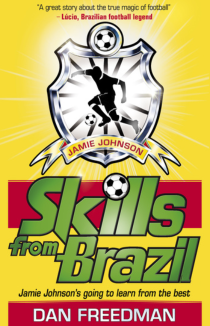 "A great story about the true magic of football"
– Lúcio, Brazilian football legend
JAMIE JOHNSON
Skills
from
Brazil
Jamie Johnson's going to learn from the best
DAN FREEDMAN